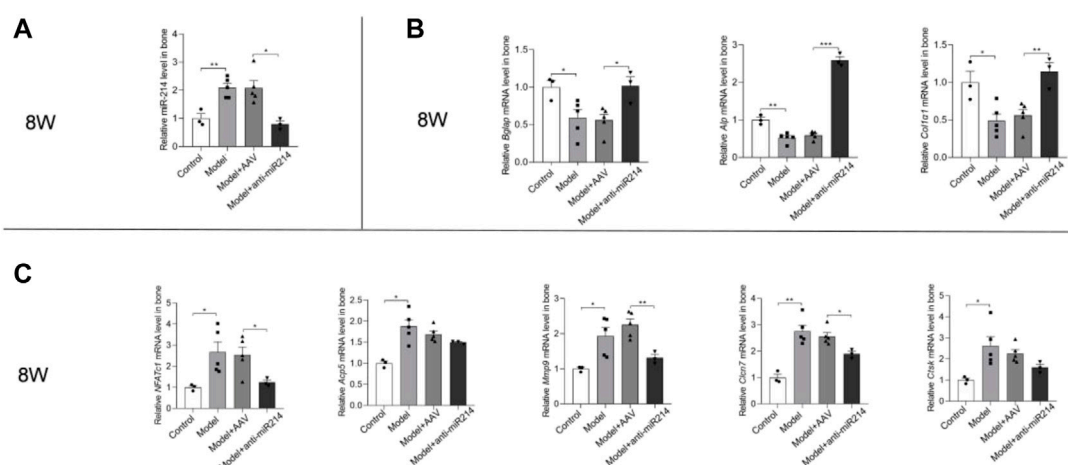 A
8W
Relative miR-214 level in bone
4
3
2
1
0
**
*
Control
Model
Model+AAV
Model+anti-miR214
B
8W
Relative Bglap mRNA level in bone
1.5
1.0
0.5
0.0
*
*
Control
Model
Model+AAV
Model+anti-miR214
Relative Alp mRNA level in bone
3
2
1
0
**
***
Control
Model
Model+AAV
Model+anti-miR214
Relative Col1a1 mRNA level in bone
1.5
1.0
0.5
0.0
*
**
Control
Model
Model+AAV
Model+anti-miR214
C
8W
Relative NFATc1 mRNA level in bone
5
4
3
2
1
0
*
*
Control
Model
Model+AAV
Model+anti-miR214
Relative Acp5 mRNA level in bone
2.5
2.0
1.5
1.0
0.5
0.0
*
Control
Model
Model+AAV
Model+anti-miR214
Relative Mmp9 mRNA level in bone
3
2
1
0
*
**
Control
Model
Model+AAV
Model+anti-miR214
Relative Clcn7 mRNA level in bone
4
3
2
1
0
**
*
Control
Model
Model+AAV
Model+anti-miR214
Relative Ctsk mRNA level in bone
5
4
3
2
1
0
*
Control
Model
Model+AAV
Model+anti-miR214